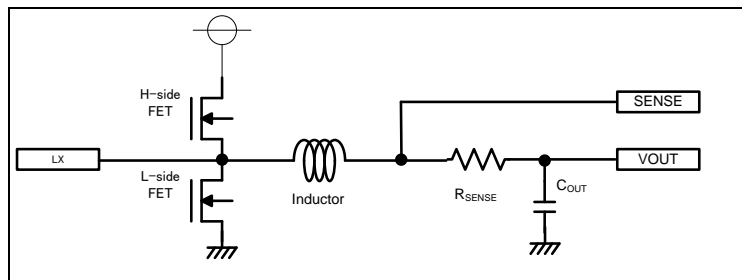 H-side
FET
SENSE
LX
VOUT
L-side
FET
Inductor
RSENSE
COUT